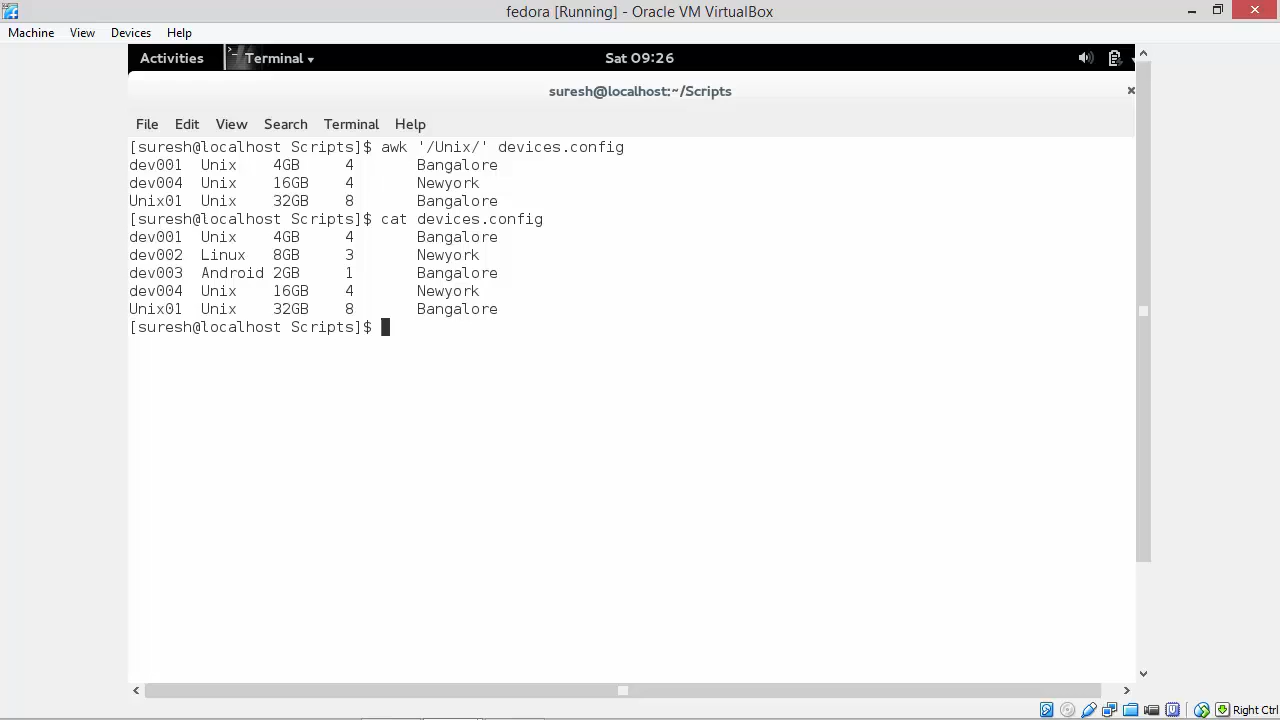 fedora [Running] - Oracle VM VirtualBox
Machine View Devices Help
Activities Terminal Sat 09:26
suresh@localhost:~/Scripts
File Edit View Search Terminal Help
[suresh@localhost Scripts]$ awk '/Unix/' devices.config
dev001 Unix 4GB 4 Bangalore
dev004 Unix 16GB 4 Newyork
Unix01 Unix 32GB 8 Bangalore
[suresh@localhost Scripts]$ cat devices.config
dev001 Unix 4GB 4 Bangalore
dev002 Linux 8GB 3 Newyork
dev003 Android 2GB 1 Bangalore
dev004 Unix 16GB 4 Newyork
Unix01 Unix 32GB 8 Bangalore
[suresh@localhost Scripts]$
Right Ctrl